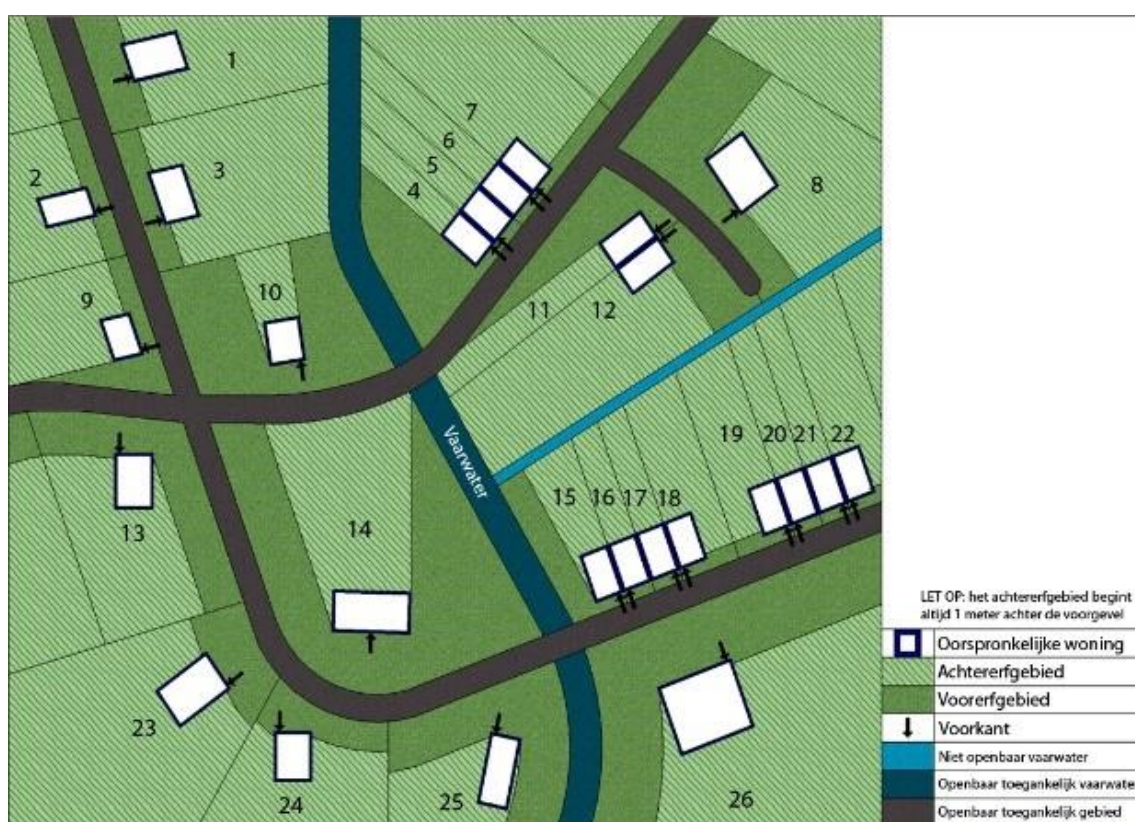 1
7
6
5
4
2
3
8
9
10
11
12
Vaarwater
19
20
21
22
15
16
17
18
13
14
23
24
25
26
LET OP: het achtererfgebied begint
altijd 1 meter achter de voorgevel
Oorspronkelijke woning
Achtererfgebied
Voorerfgebied
Voorkant
Niet openbaar vaarwater
Openbaar toegankelijk vaarwate
Openbaar toegankelijk gebied